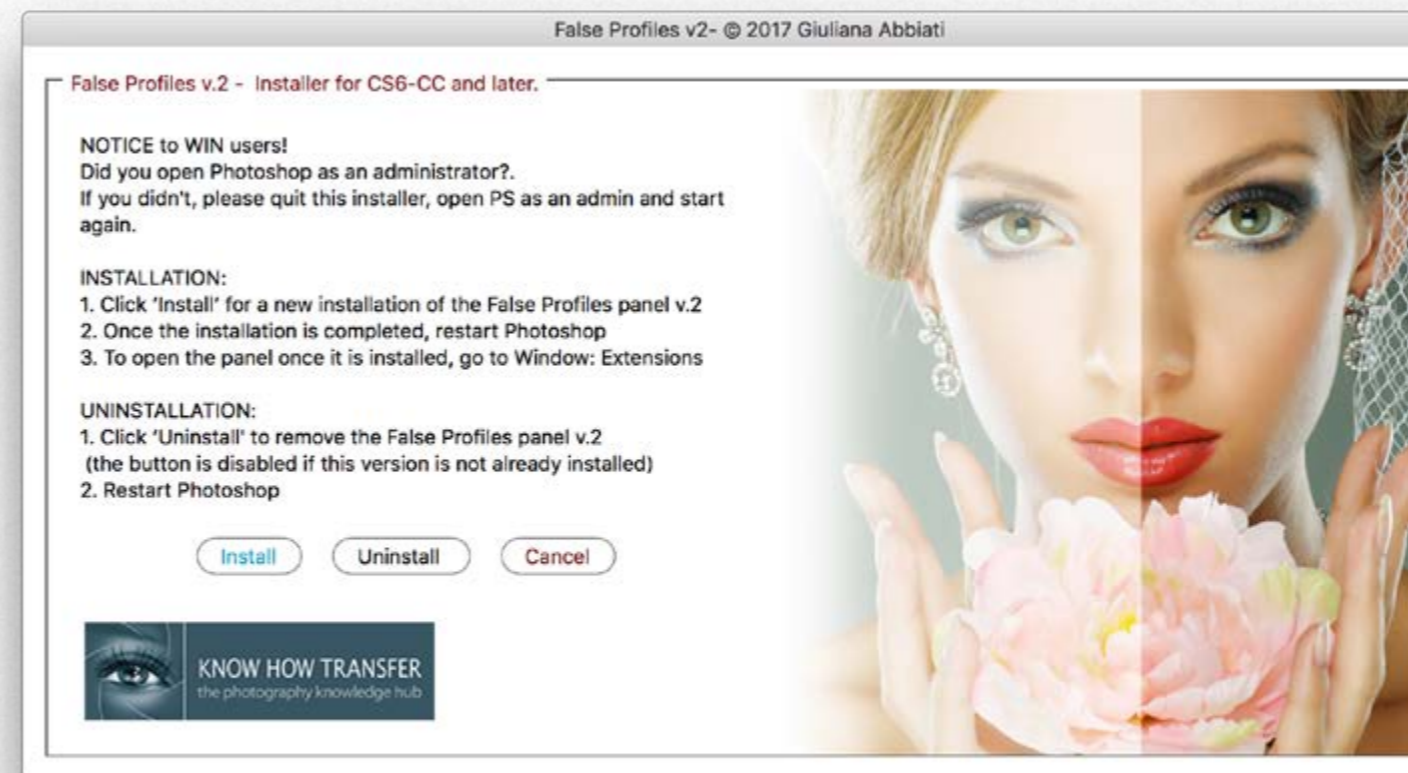 False Profiles v2- © 2017 Giuliana Abbiati
False Profiles v.2 -  Installer for CS6-CC and later.
NOTICE to WIN users!
Did you open Photoshop as an administrator?.
If you didn't, please quit this installer, open PS as an admin and start
again.
INSTALLATION:
1. Click 'Install' for a new installation of the False Profiles panel v.2
2. Once the installation is completed, restart Photoshop
3. To open the panel once it is installed, go to Window: Extensions
UNINSTALLATION:
1. Click 'Uninstall' to remove the False Profiles panel v.2
(the button is disabled if this version is not already installed)
2. Restart Photoshop
Install Uninstall Cancel
KNOW HOW TRANSFER
the photography knowledge hub